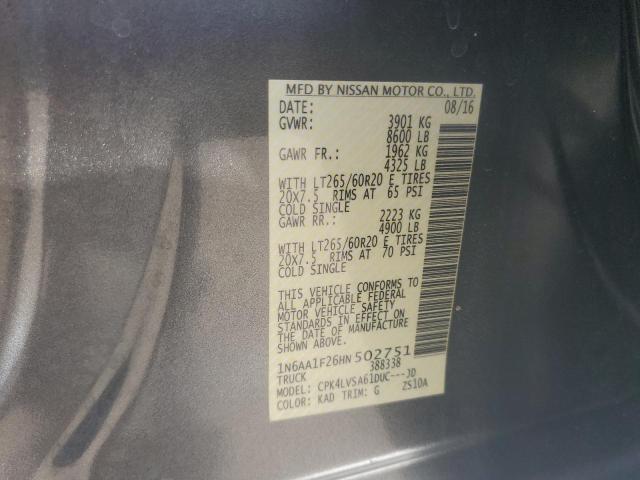 MFD BY NISSAN MOTOR CO., LTD.
DATE: 08/16
GVWR: 3901 KG
8600 LB
GAWR FR.: 1962 KG
4325 LB
WITH LT265/60R20 E TIRES
20X7.5 RIMS AT 65 PSI
COLD SINGLE
GAWR RR.: 2223 KG
4900 LB
WITH LT265/60R20 E TIRES
20X7.5 RIMS AT 70 PSI
COLD SINGLE
THIS VEHICLE CONFORMS TO
ALL APPLICABLE FEDERAL
MOTOR VEHICLE SAFETY
STANDARDS IN EFFECT ON
THE DATE OF MANUFACTURE
SHOWN ABOVE.
1N6AA1F26HN502751
TRUCK 388338
MODEL: CPK4LVSA61DUC---JD
COLOR: KAD TRIM: G ZS10A